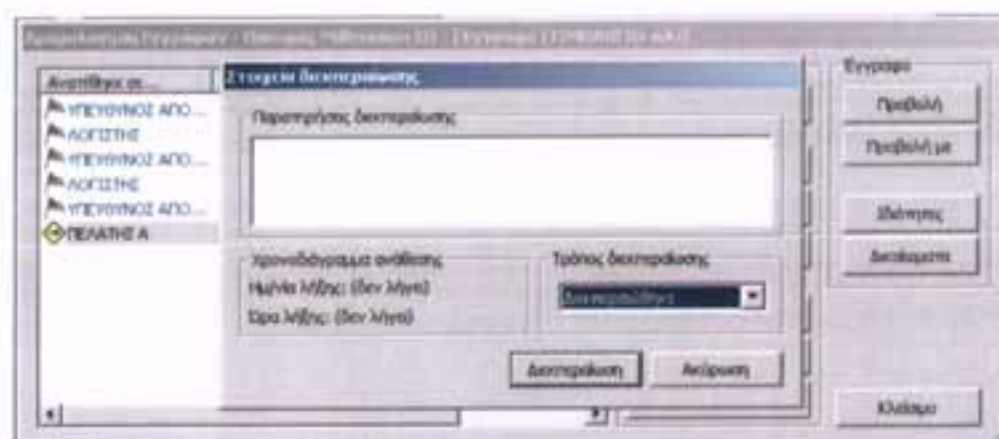 Ανατέθηκε σε...
ΥΠΕΥΘΥΝΟΣ ΑΠΟ...
ΛΟΓΙΣΤΗΣ
ΥΠΕΥΘΥΝΟΣ ΑΠΟ...
ΛΟΓΙΣΤΗΣ
ΥΠΕΥΘΥΝΟΣ ΑΠΟ...
ΠΕΛΑΤΗΣ Α
Στοιχεία διεκπεραίωσης
Παρατηρήσεις διεκπεραίωσης
Χρονοδιάγραμμα ανάθεσης
Ημ/νία λήξης: (δεν λήγει)
Ώρα λήξης: (δεν λήγει)
Τρόπος διεκπεραίωσης
Διεκπεραιώθηκε
Διεκπεραίωση
Ακύρωση
Έγγραφο
Προβολή
Προβολή με
Ιδιότητες
Δικαιώματα
Κλείσιμο